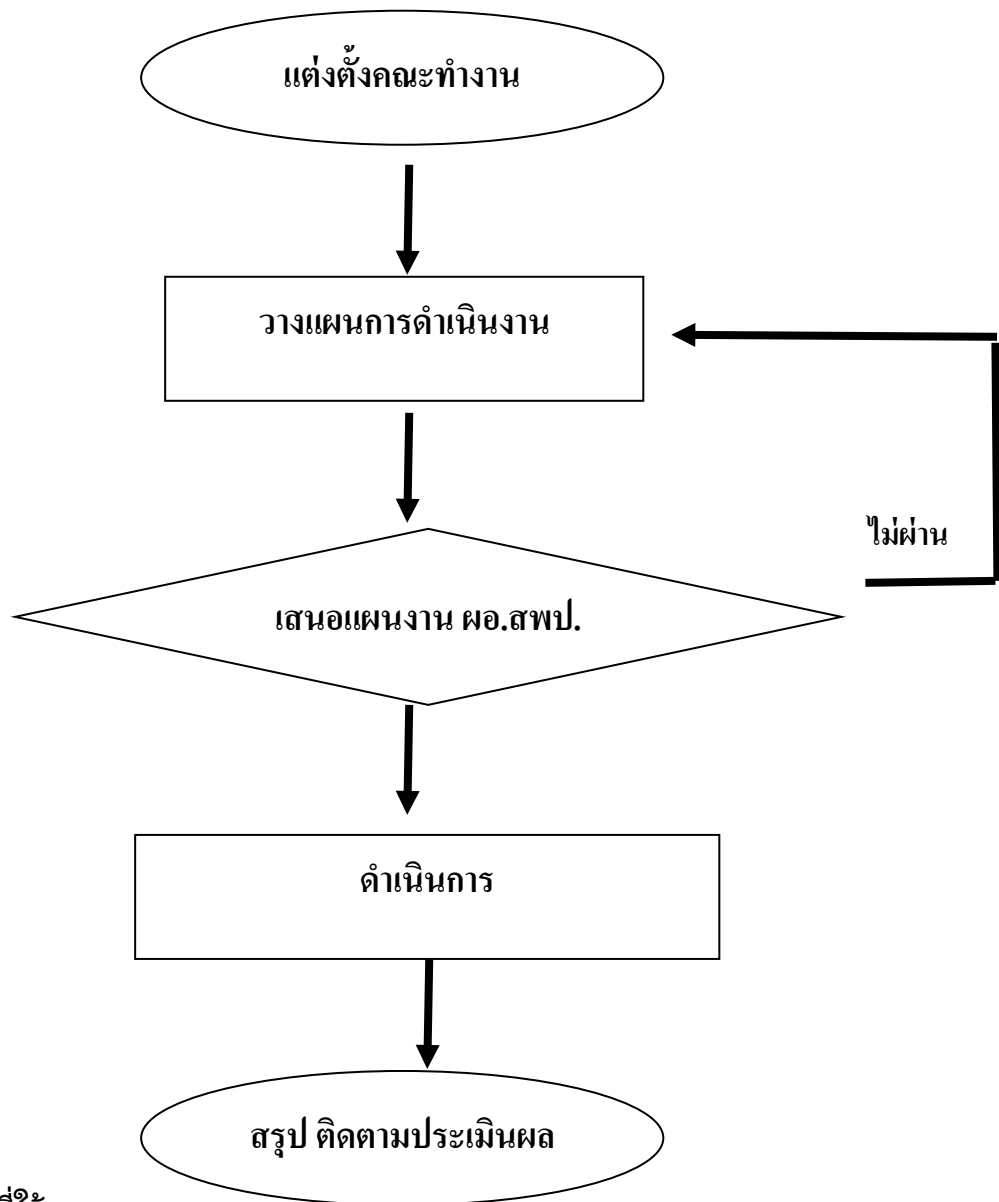 แต่งตั้งคณะทำงาน
วางแผนการดำเนินงาน
ไม่ผ่าน
เสนอแผนงาน ผอ.สพป.
ดำเนินการ
สรุป ติดตามประเมินผล